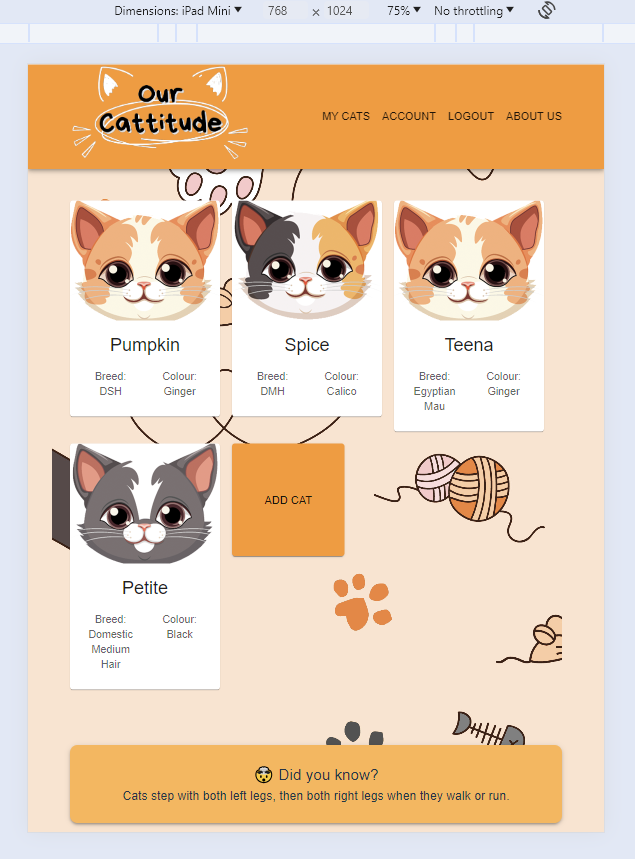 Dimensions: iPad Mini 768 × 1024 75% No throttling
Our
Cattitude
MY CATS ACCOUNT LOGOUT ABOUT US
Pumpkin
Breed:
DSH
Colour:
Ginger
Spice
Breed:
DMH
Colour:
Calico
Teena
Breed:
Egyptian
Mau
Colour:
Ginger
Petite
Breed:
Domestic
Medium
Hair
Colour:
Black
ADD CAT
Did you know?
Cats step with both left legs, then both right legs when they walk or run.